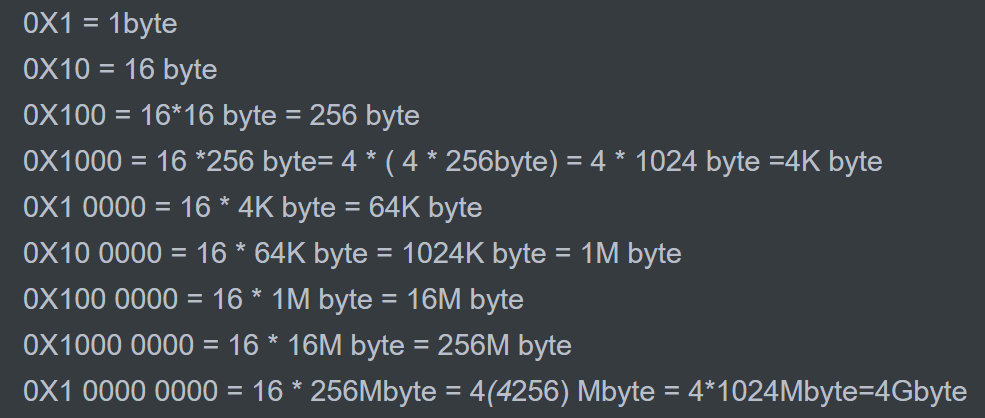 0X1 = 1byte
0X10 = 16 byte
0X100 = 16*16 byte = 256 byte
0X1000 = 16 *256 byte= 4 * ( 4 * 256byte) = 4 * 1024 byte =4K byte
0X1 0000 = 16 * 4K byte = 64K byte
0X10 0000 = 16 * 64K byte = 1024K byte = 1M byte
0X100 0000 = 16 * 1M byte = 16M byte
0X1000 0000 = 16 * 16M byte = 256M byte
0X1 0000 0000 = 16 * 256Mbyte = 4(4256) Mbyte = 4*1024Mbyte=4Gbyte